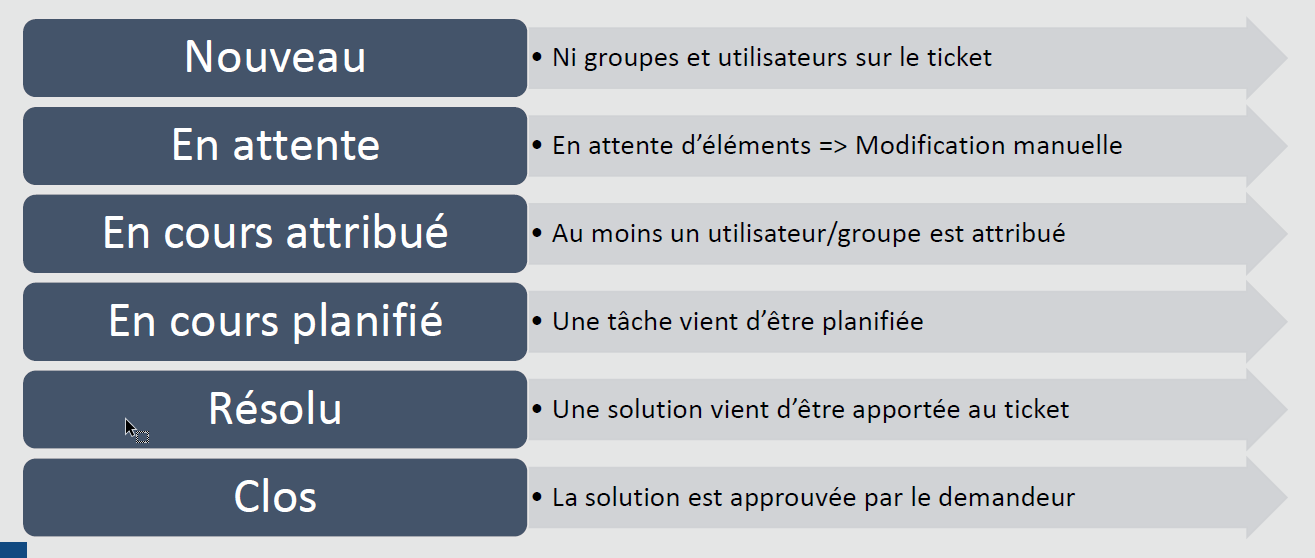 Nouveau
• Ni groupes et utilisateurs sur le ticket
En attente
• En attente d’éléments => Modification manuelle
En cours attribué
• Au moins un utilisateur/groupe est attribué
En cours planifié
• Une tâche vient d’être planifiée
Résolu
• Une solution vient d’être apportée au ticket
Clos
• La solution est approuvée par le demandeur